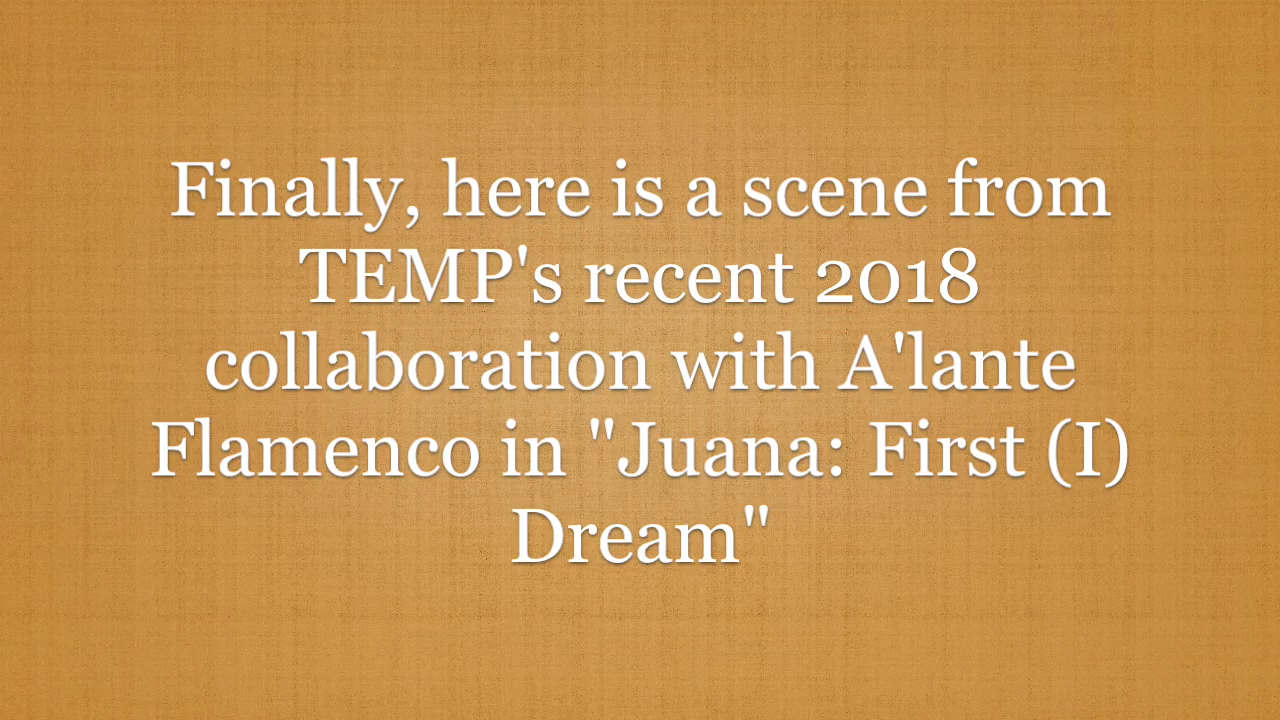 Finally, here is a scene from
TEMP's recent 2018
collaboration with A'lante
Flamenco in "Juana: First (I)
Dream"